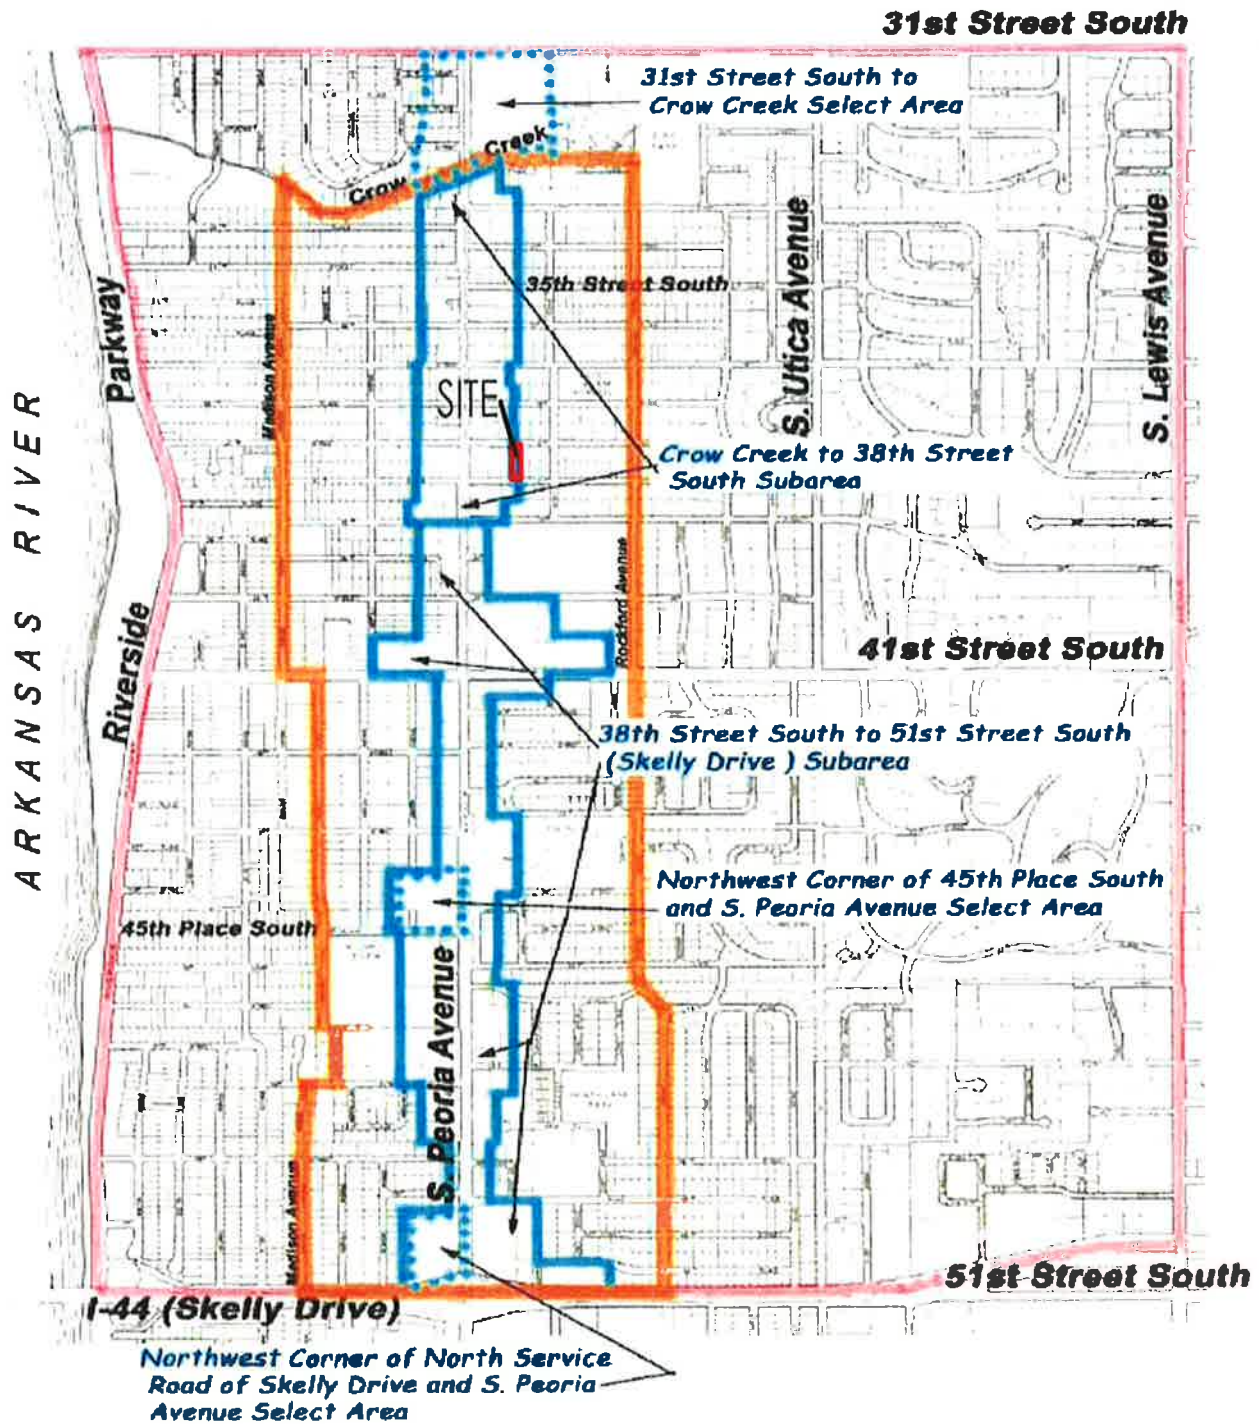 31st Street South
31st Street South to
Crow Creek Select Area
Crow Creek
35th Street South
Parkway
Madison Avenue
S. Utica Avenue
S. Lewis Avenue
SITE
Crow Creek to 38th Street
South Subarea
ARKANSAS RIVER
Riverside
Rockford Avenue
41st Street South
38th Street South to 51st Street South
(Skelly Drive ) Subarea
Northwest Corner of 45th Place South
and S. Peoria Avenue Select Area
45th Place South
S. Peoria Avenue
Madison Avenue
51st Street South
I-44 (Skelly Drive)
Northwest Corner of North Service
Road of Skelly Drive and S. Peoria
Avenue Select Area